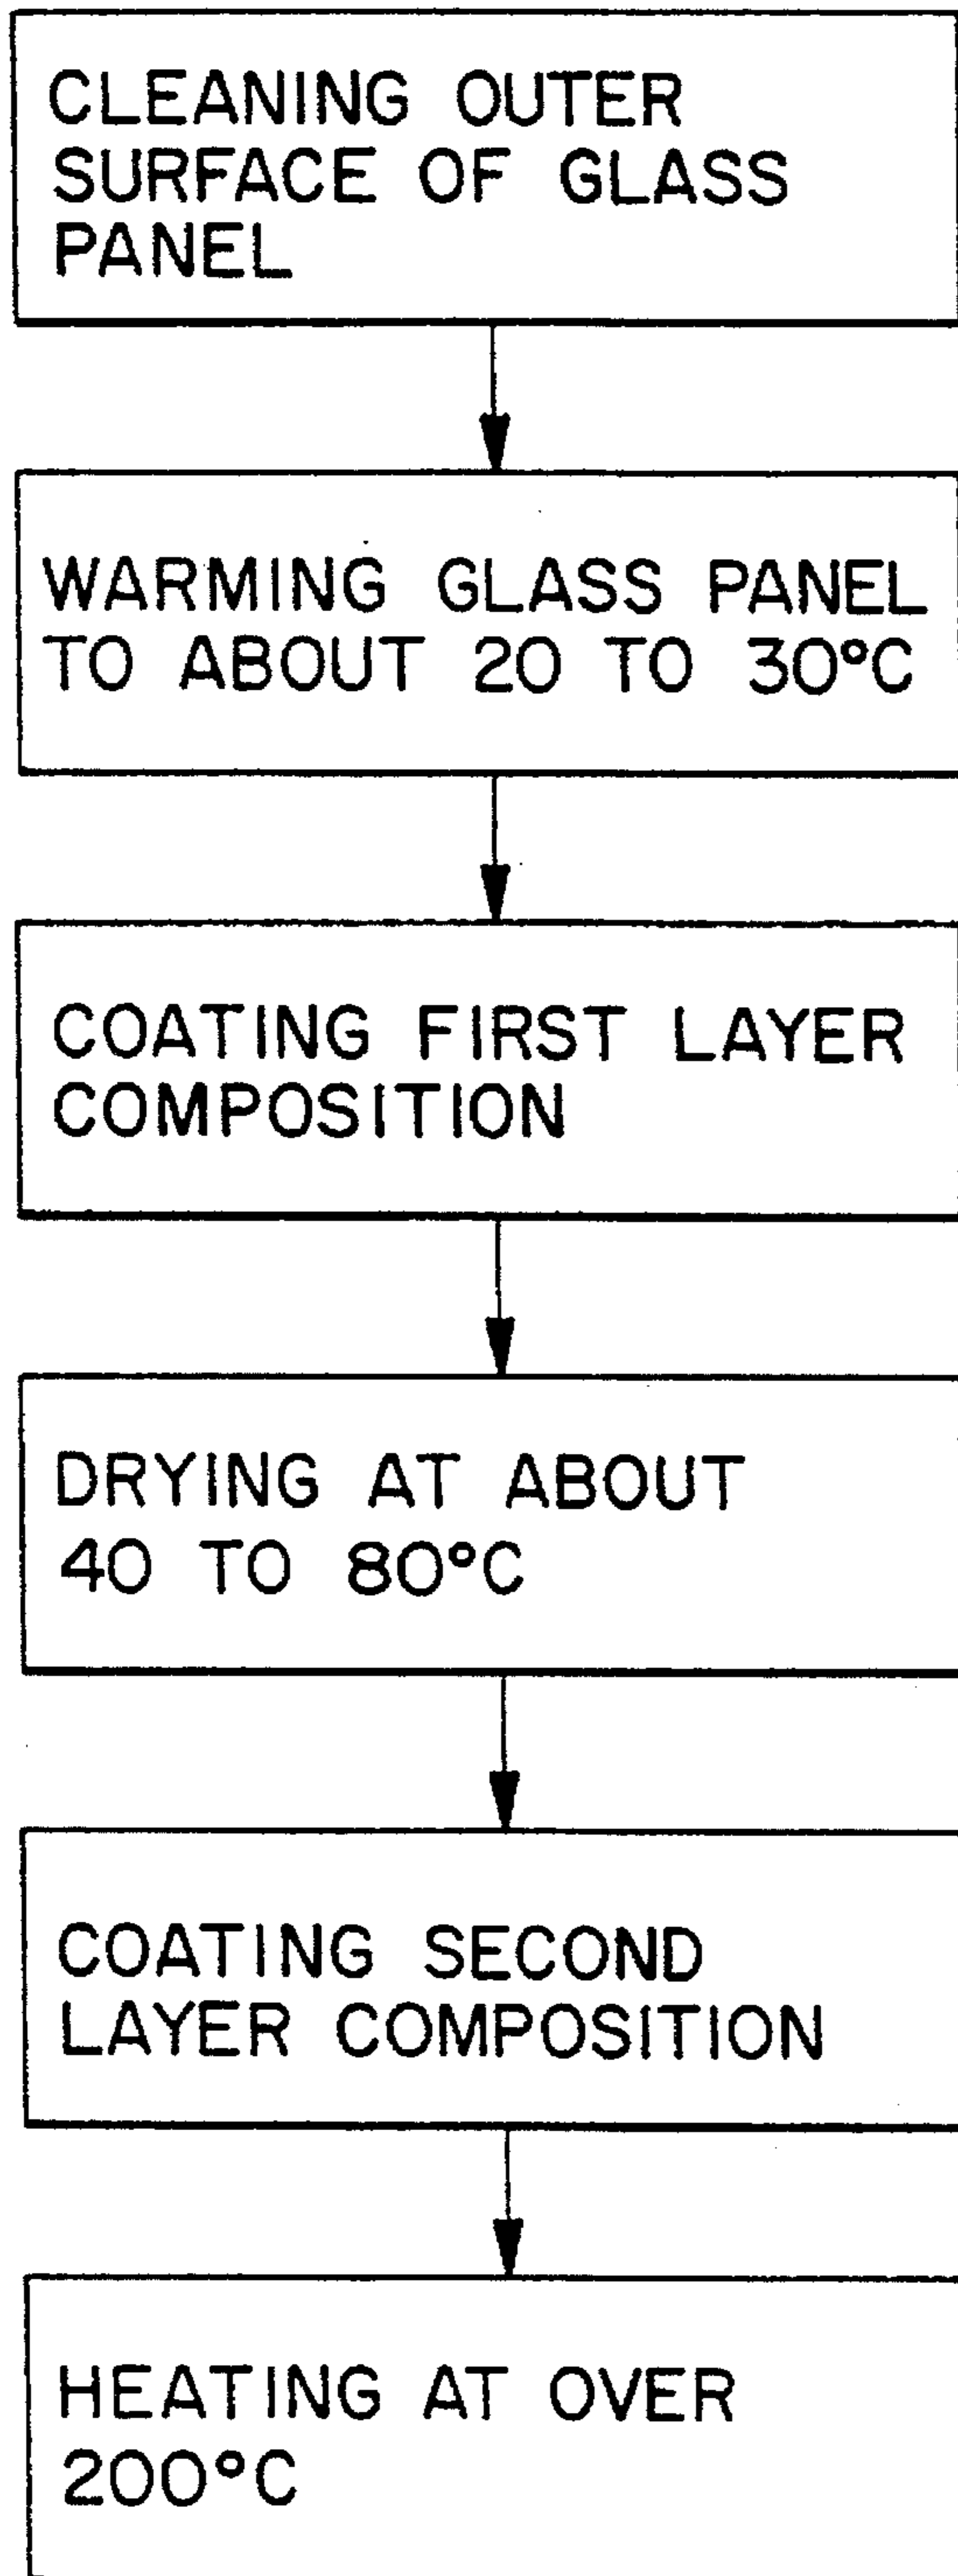 CLEANING OUTER
SURFACE OF GLASS
PANEL
WARMING GLASS PANEL
TO ABOUT 20 TO 30°C
COATING FIRST LAYER
COMPOSITION
DRYING AT ABOUT
40 TO 80°C
COATING SECOND
LAYER COMPOSITION
HEATING AT OVER
200°C